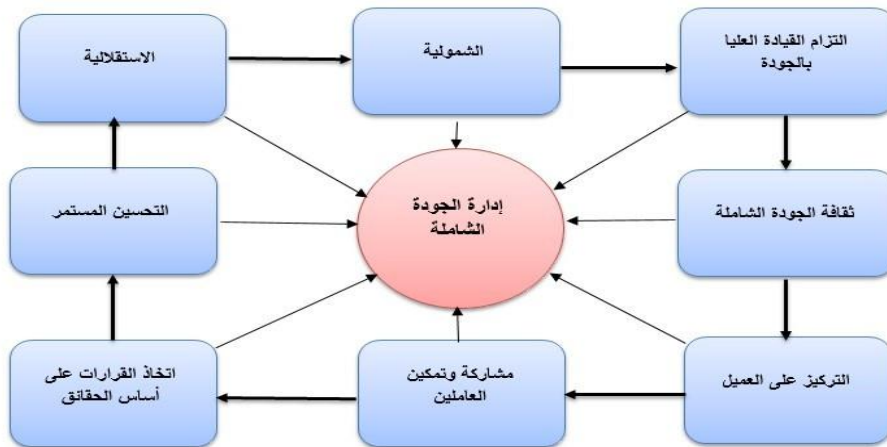 التزام القيادة العليا
بالجودة
الشمولية
الاستقلالية
ثقافة الجودة الشاملة
إدارة الجودة
الشاملة
التحسين المستمر
التركيز على العميل
مشاركة وتمكين
العاملين
اتخاذ القرارات على
أساس الحقائق